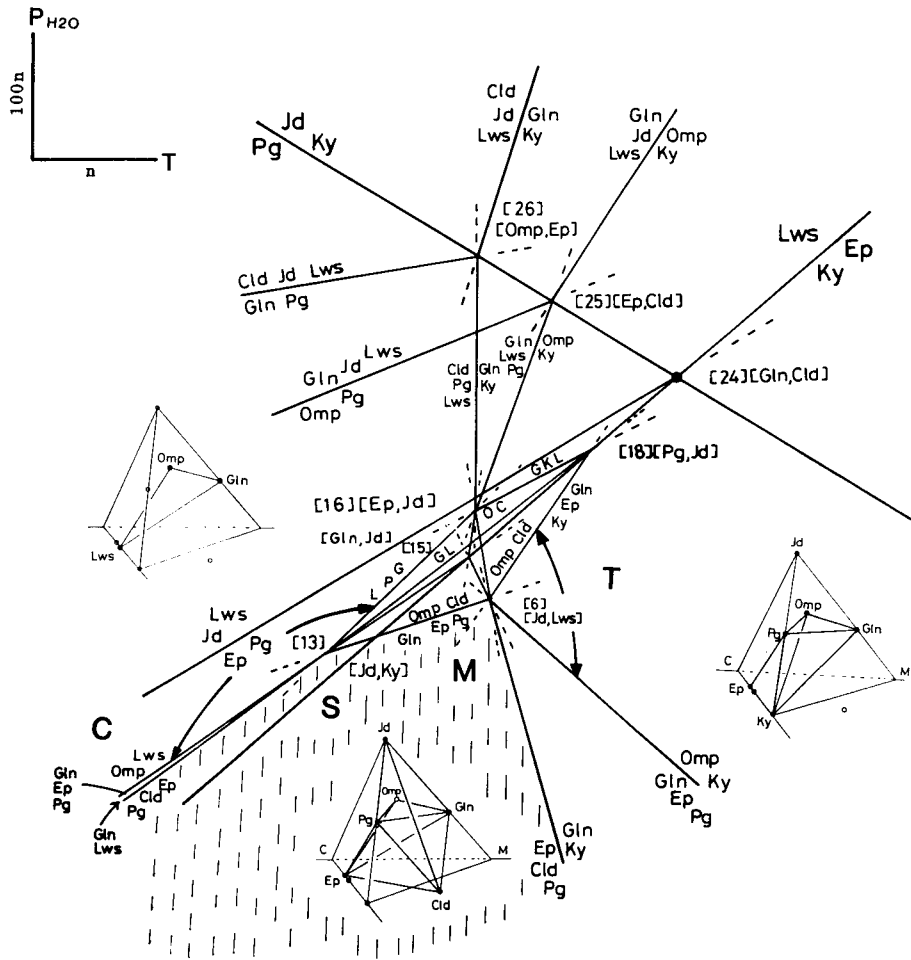 P H2O
100n
n
T
Cld
Jd Gln
Lws Ky
Gln
Jd Omp
Lws Ky
Jd Ky
Pg
[26]
[Omp,Ep]
Lws
Ep
Ky
Cld Jd Lws
Gln Pg
[25][Ep,Cld]
Gln Omp
Lws Ky
Pg
Cld Gln
Pg Ky
Lws
Gln Jd Lws
Omp Pg
[24][Gln,Cld]
[18][Pg,Jd]
GKL
Gln
Ep
Ky
Omp
Gln
Lws
[16][Ep,Jd]
O C
[Gln,Jd]
[15]
GL
L P G
Omp Cld
T
Jd
Omp
Pg
Gln
C
M
Ep
Ky
Lws
Jd
Pg
Ep
Omp Cld
Ep Pg
Gln
[6]
[Jd,Lws]
[13]
[Jd,Ky]
M
S
C
Lws
Omp
Ep
Cld
Pg
Gln
Ep
Pg
Gln
Lws
Omp
Gln Ky
Ep
Pg
Jd
Omp
Pg
Gln
C
M
Ep
Cld
Gln
Ep Ky
Cld
Pg